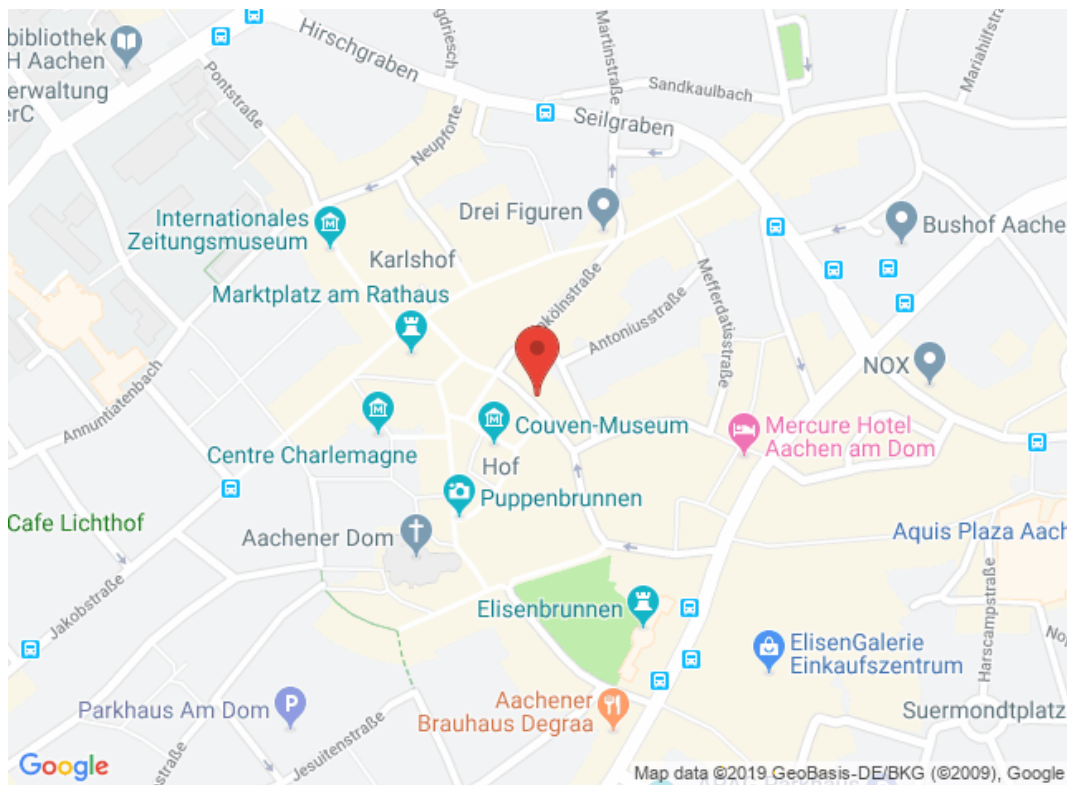 bibliothek
H Aachen
erwaltung
erC
Pontstraße
gdriesch
Hirschgraben
Neupforte
Martinstraße
Sandkaulbach
Mariahilfstraße
Seilgraben
Internationales
Zeitungsmuseum
Karlshof
Marktplatz am Rathaus
Drei Figuren
Bushof Aache
Mefferdatisstraße
nkölnstraße
Antoniusstraße
NOX
Annuntiatenbach
Centre Charlemagne
Couven-Museum
Hof
Puppenbrunnen
Mercure Hotel
Aachen am Dom
Cafe Lichthof
Aachener Dom
Aquis Plaza Aach
Jakobstraße
Elisenbrunnen
Harscampstraße
ElisenGalerie
Einkaufszentrum
Parkhaus Am Dom
Aachener
Brauhaus Degraa
Suermondtplatz
Jesuitenstraße
Google
Map data ©2019 GeoBasis-DE/BKG (©2009), Google